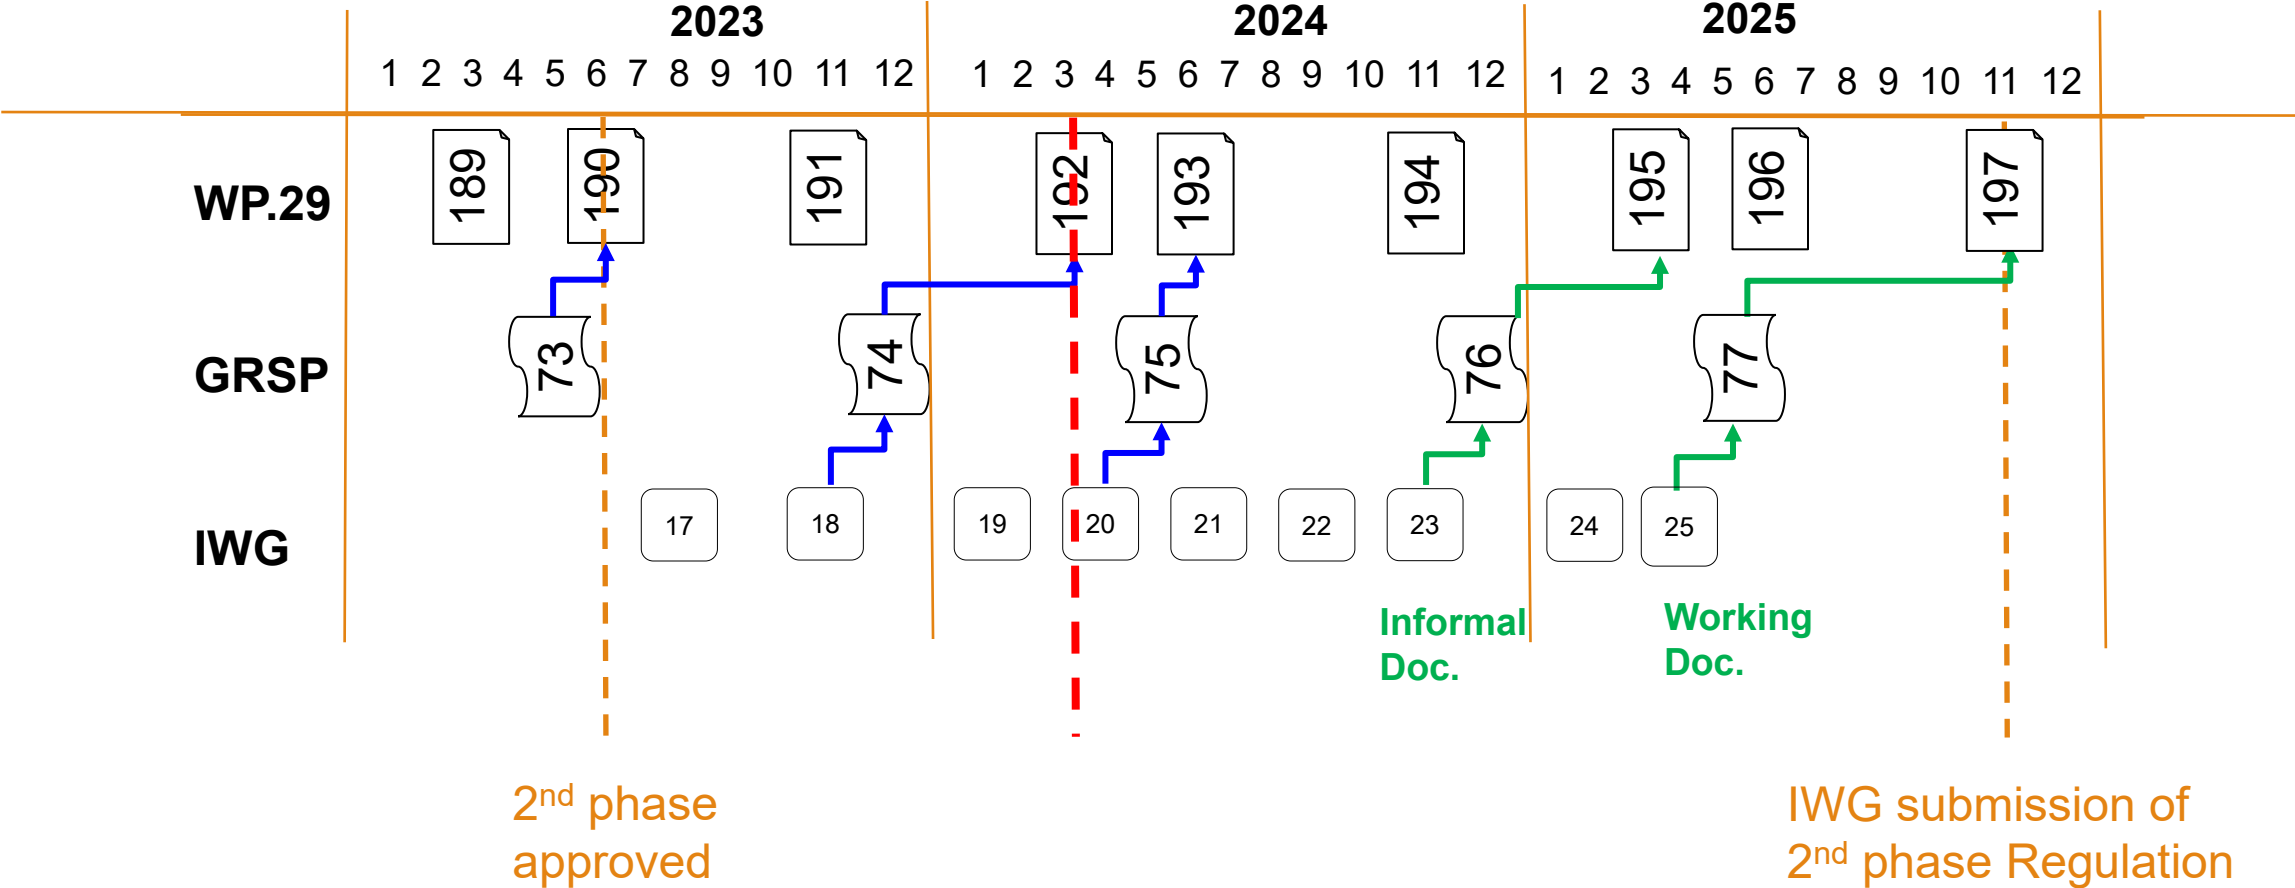 2023 2024 2025
1 2 3 4 5 6 7 8 9 10 11 12 1 2 3 4 5 6 7 8 9 10 11 12 1 2 3 4 5 6 7 8 9 10 11 12
WP.29 189 190 191 192 193 194 195 196 197
GRSP 73 74 75 76 77
IWG 17 18 19 20 21 22 23 24 25
Informal
Doc.
Working
Doc.
2nd phase
approved
IWG submission of
2nd phase Regulation